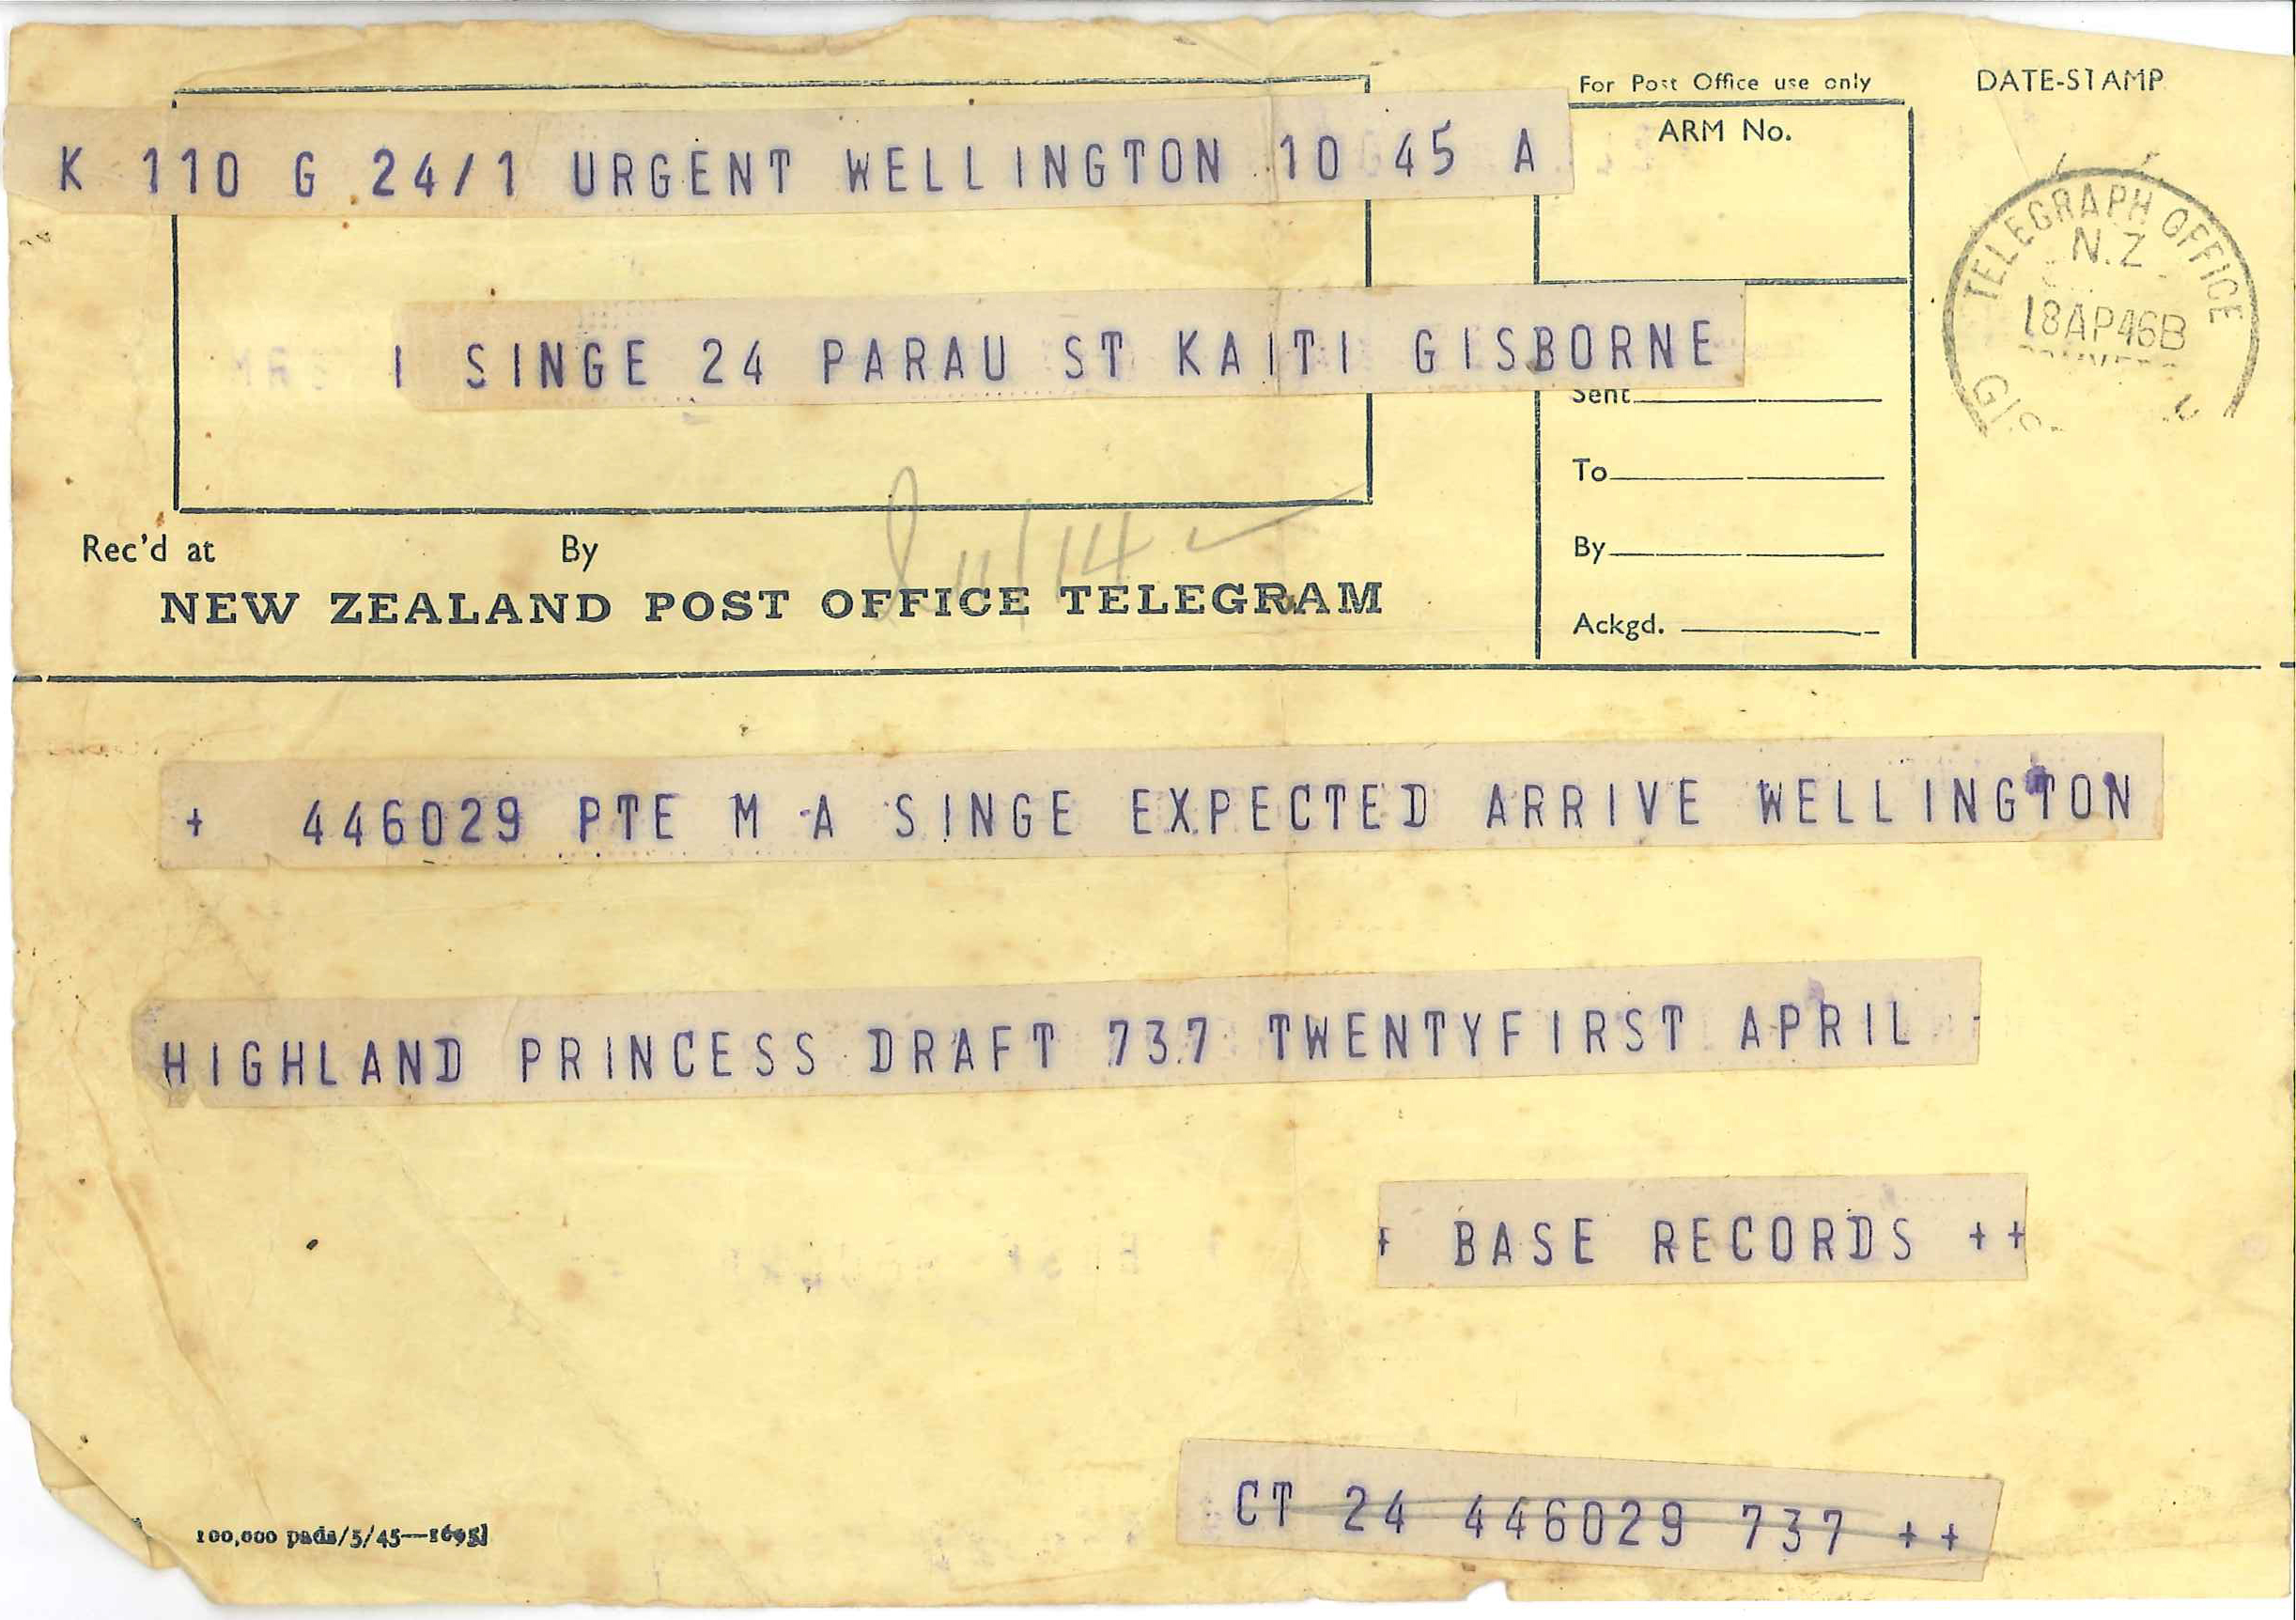 For Post Office use only
DATE-STAMP
ARM No.
K 110 G 24/1 URGENT WELLINGTON 10 45 A
TELEGRAPH OFFICE
N.Z
18AP46B
I SINGE 24 PARAU ST KAITI GISBORNE
Sent
To
Rec'd at By
By
NEW ZEALAND POST OFFICE TELEGRAM
Ackgd.
+ 446029 PTE M A SINGE EXPECTED ARRIVE WELLINGTON
HIGHLAND PRINCESS DRAFT 737 TWENTYFIRST APRIL
+ BASE RECORDS ++
CT 24 446029 737 ++
100,000 pads/5/45—